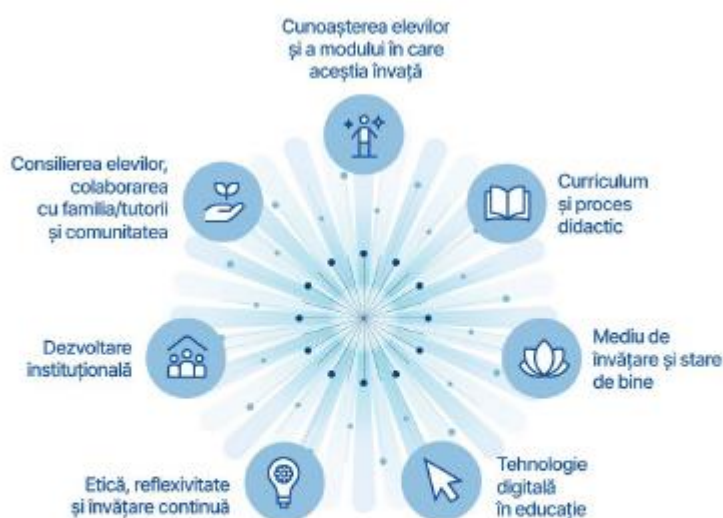 Cunoașterea elevilor
și a modului în care
aceștia învață
Curriculum
și proces
didactic
Mediu de
învățare și stare
de bine
Tehnologie
digitală
în educație
Etică, reflexivitate
și învățare continuă
Dezvoltare
instituțională
Consilierea elevilor,
colaborarea
cu familia/tutorii
și comunitatea